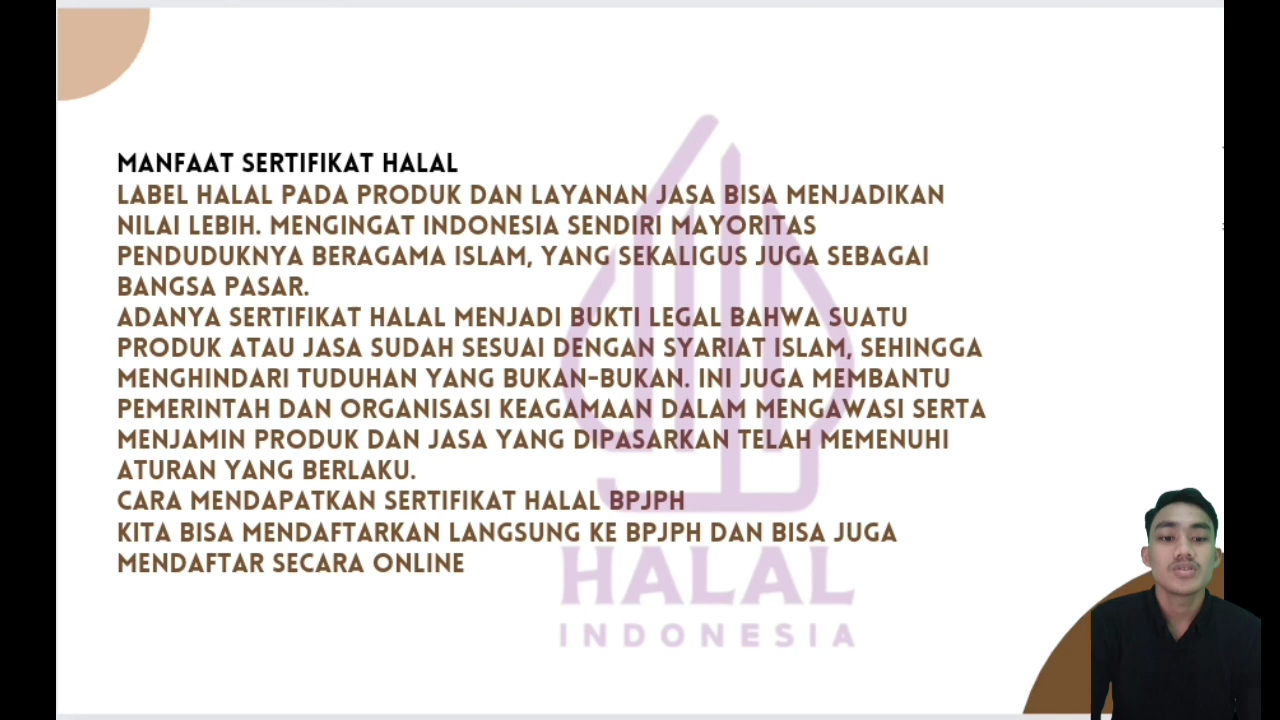 MANFAAT SERTIFIKAT HALAL
LABEL HALAL PADA PRODUK DAN LAYANAN JASA BISA MENJADIKAN
NILAI LEBIH. MENGINGAT INDONESIA SENDIRI MAYORITAS
PENDUDUKNYA BERAGAMA ISLAM, YANG SEKALIGUS JUGA SEBAGAI
BANGSA PASAR.
ADANYA SERTIFIKAT HALAL MENJADI BUKTI LEGAL BAHWA SUATU
PRODUK ATAU JASA SUDAH SESUAI DENGAN SYARIAT ISLAM, SEHINGGA
MENGHINDARI TUDUHAN YANG BUKAN-BUKAN. INI JUGA MEMBANTU
PEMERINTAH DAN ORGANISASI KEAGAMAAN DALAM MENGAWASI SERTA
MENJAMIN PRODUK DAN JASA YANG DIPASARKAN TELAH MEMENUHI
ATURAN YANG BERLAKU.
CARA MENDAPATKAN SERTIFIKAT HALAL BPJPH
KITA BISA MENDAFTARKAN LANGSUNG KE BPJPH DAN BISA JUGA
MENDAFTAR SECARA ONLINE
HALAL
INDONESIA